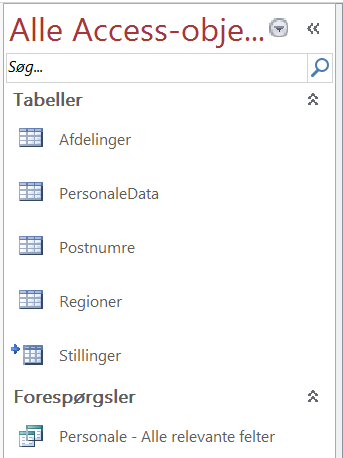 Alle Access-obje...
Søg...
Tabeller
Afdelinger
PersonaleData
Postnumre
Regioner
Stillinger
Forespørgsler
Personale - Alle relevante felter